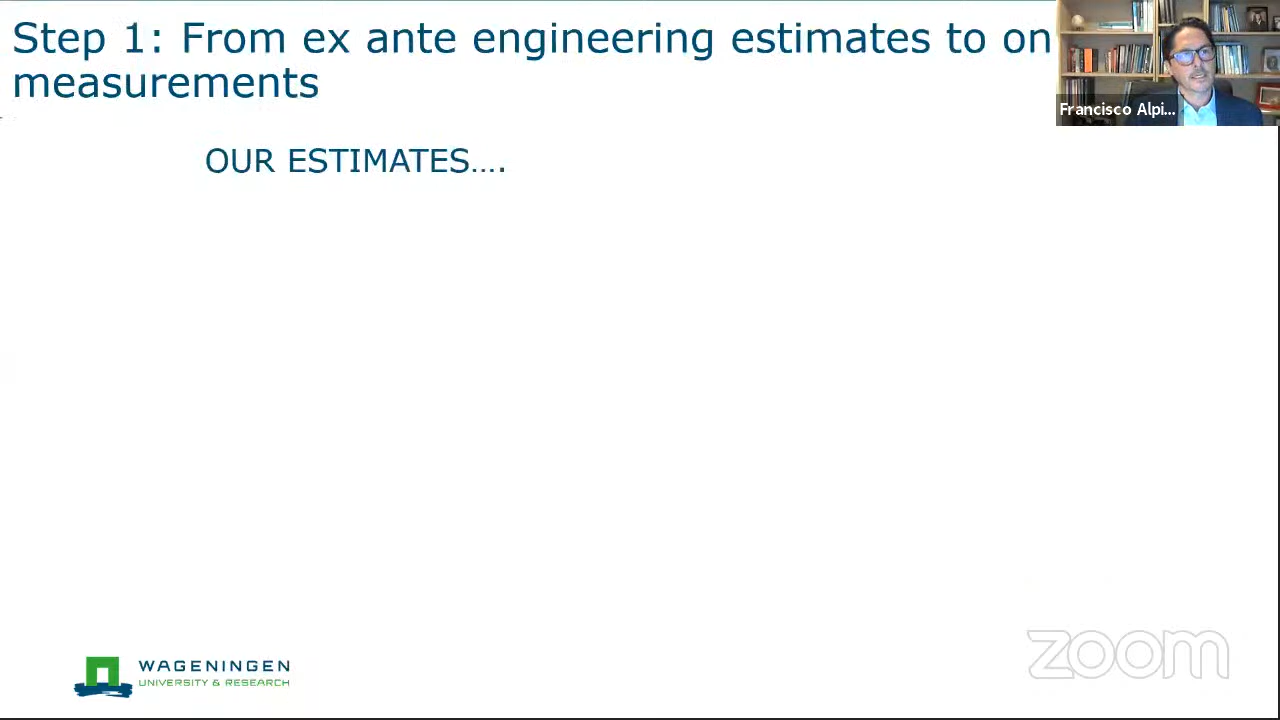 Step 1: From ex ante engineering estimates to on
measurements
Francisco Alpi...
OUR ESTIMATES....
WAGENINGEN
UNIVERSITY & RESEARCH
zoom